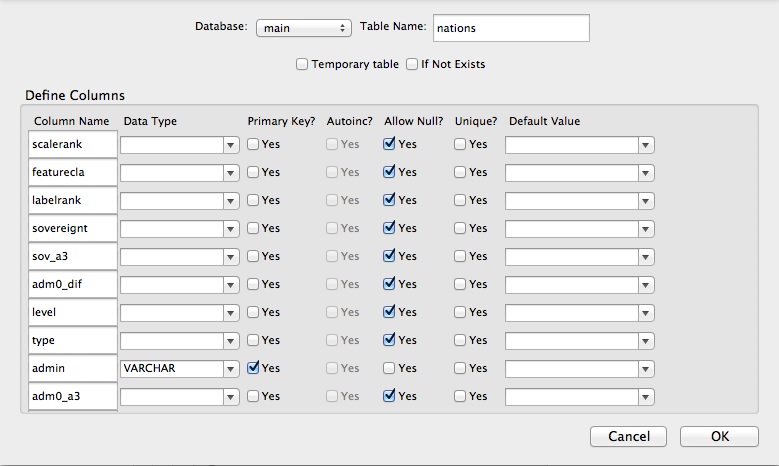 Database: main Table Name: nations
Temporary table If Not Exists
Define Columns
Column Name Data Type Primary Key? Autoinc? Allow Null? Unique? Default Value
scalerank Yes Yes Yes Yes
featurecla Yes Yes Yes Yes
labelrank Yes Yes Yes Yes
sovereignt Yes Yes Yes Yes
sov_a3 Yes Yes Yes Yes
adm0_dif Yes Yes Yes Yes
level Yes Yes Yes Yes
type Yes Yes Yes Yes
admin VARCHAR Yes Yes Yes Yes
adm0_a3 Yes Yes Yes Yes
Cancel OK